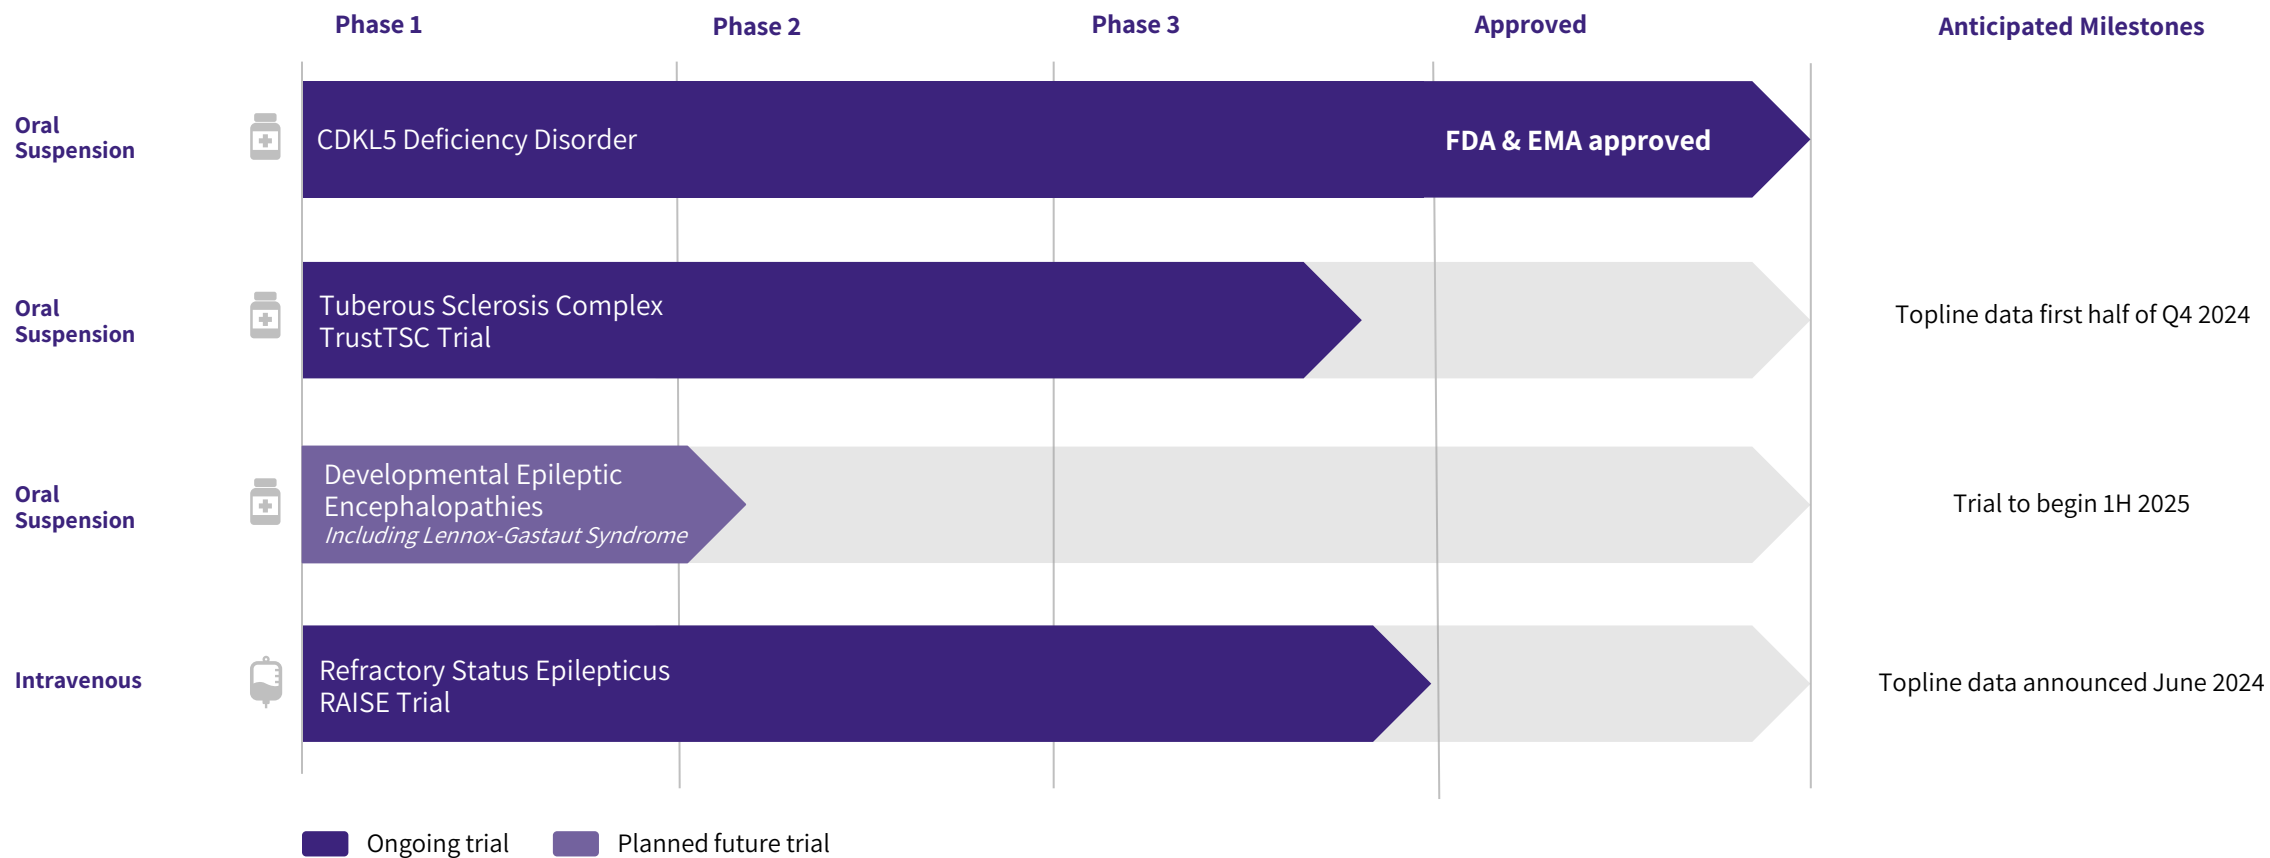 Phase 1
Phase 2
Phase 3
Approved
Anticipated Milestones
Oral
Suspension
CDKL5 Deficiency Disorder
FDA & EMA approved
Oral
Suspension
Tuberous Sclerosis Complex
TrustTSC Trial
Topline data first half of Q4 2024
Oral
Suspension
Developmental Epileptic
Encephalopathies
Including Lennox-Gastaut Syndrome
Trial to begin 1H 2025
Intravenous
Refractory Status Epilepticus
RAISE Trial
Topline data announced June 2024
Ongoing trial
Planned future trial